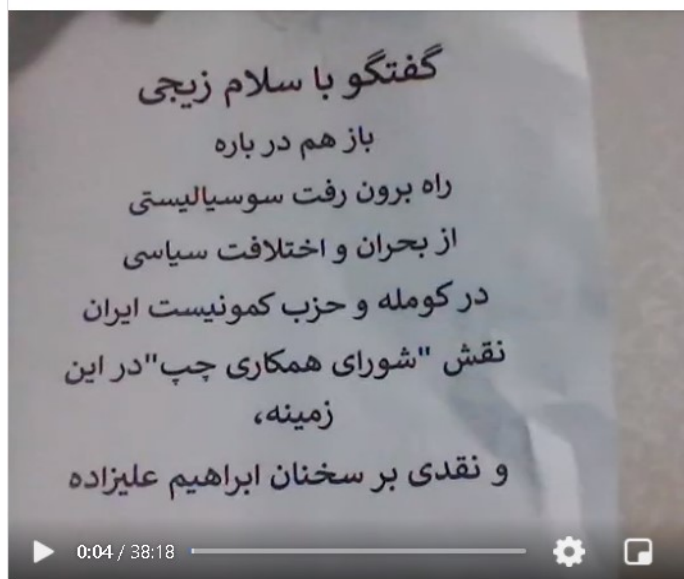 گفتگو با سلام زیجی
باز هم در باره
راه برون رفت سوسیالیستی
از بحران و اختلافت سیاسی
در کومله و حزب کمونیست ایران
نقش "شورای همکاری چپ"در این
زمینه،
و نقدی بر سخنان ابراهیم علیزاده
0:04 / 38:18